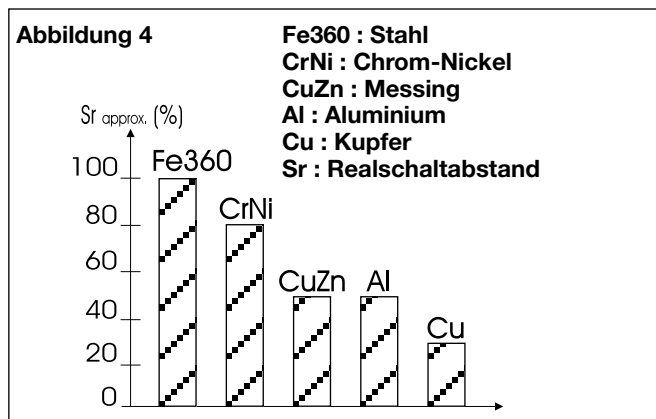 Abbildung 4
Fe360 : Stahl
CrNi : Chrom-Nickel
CuZn : Messing
Al : Aluminium
Cu : Kupfer
Sr : Realschaltabstand
Sr approx. (%)
100
80
60
40
20
0
Fe360
CrNi
CuZn
Al
Cu